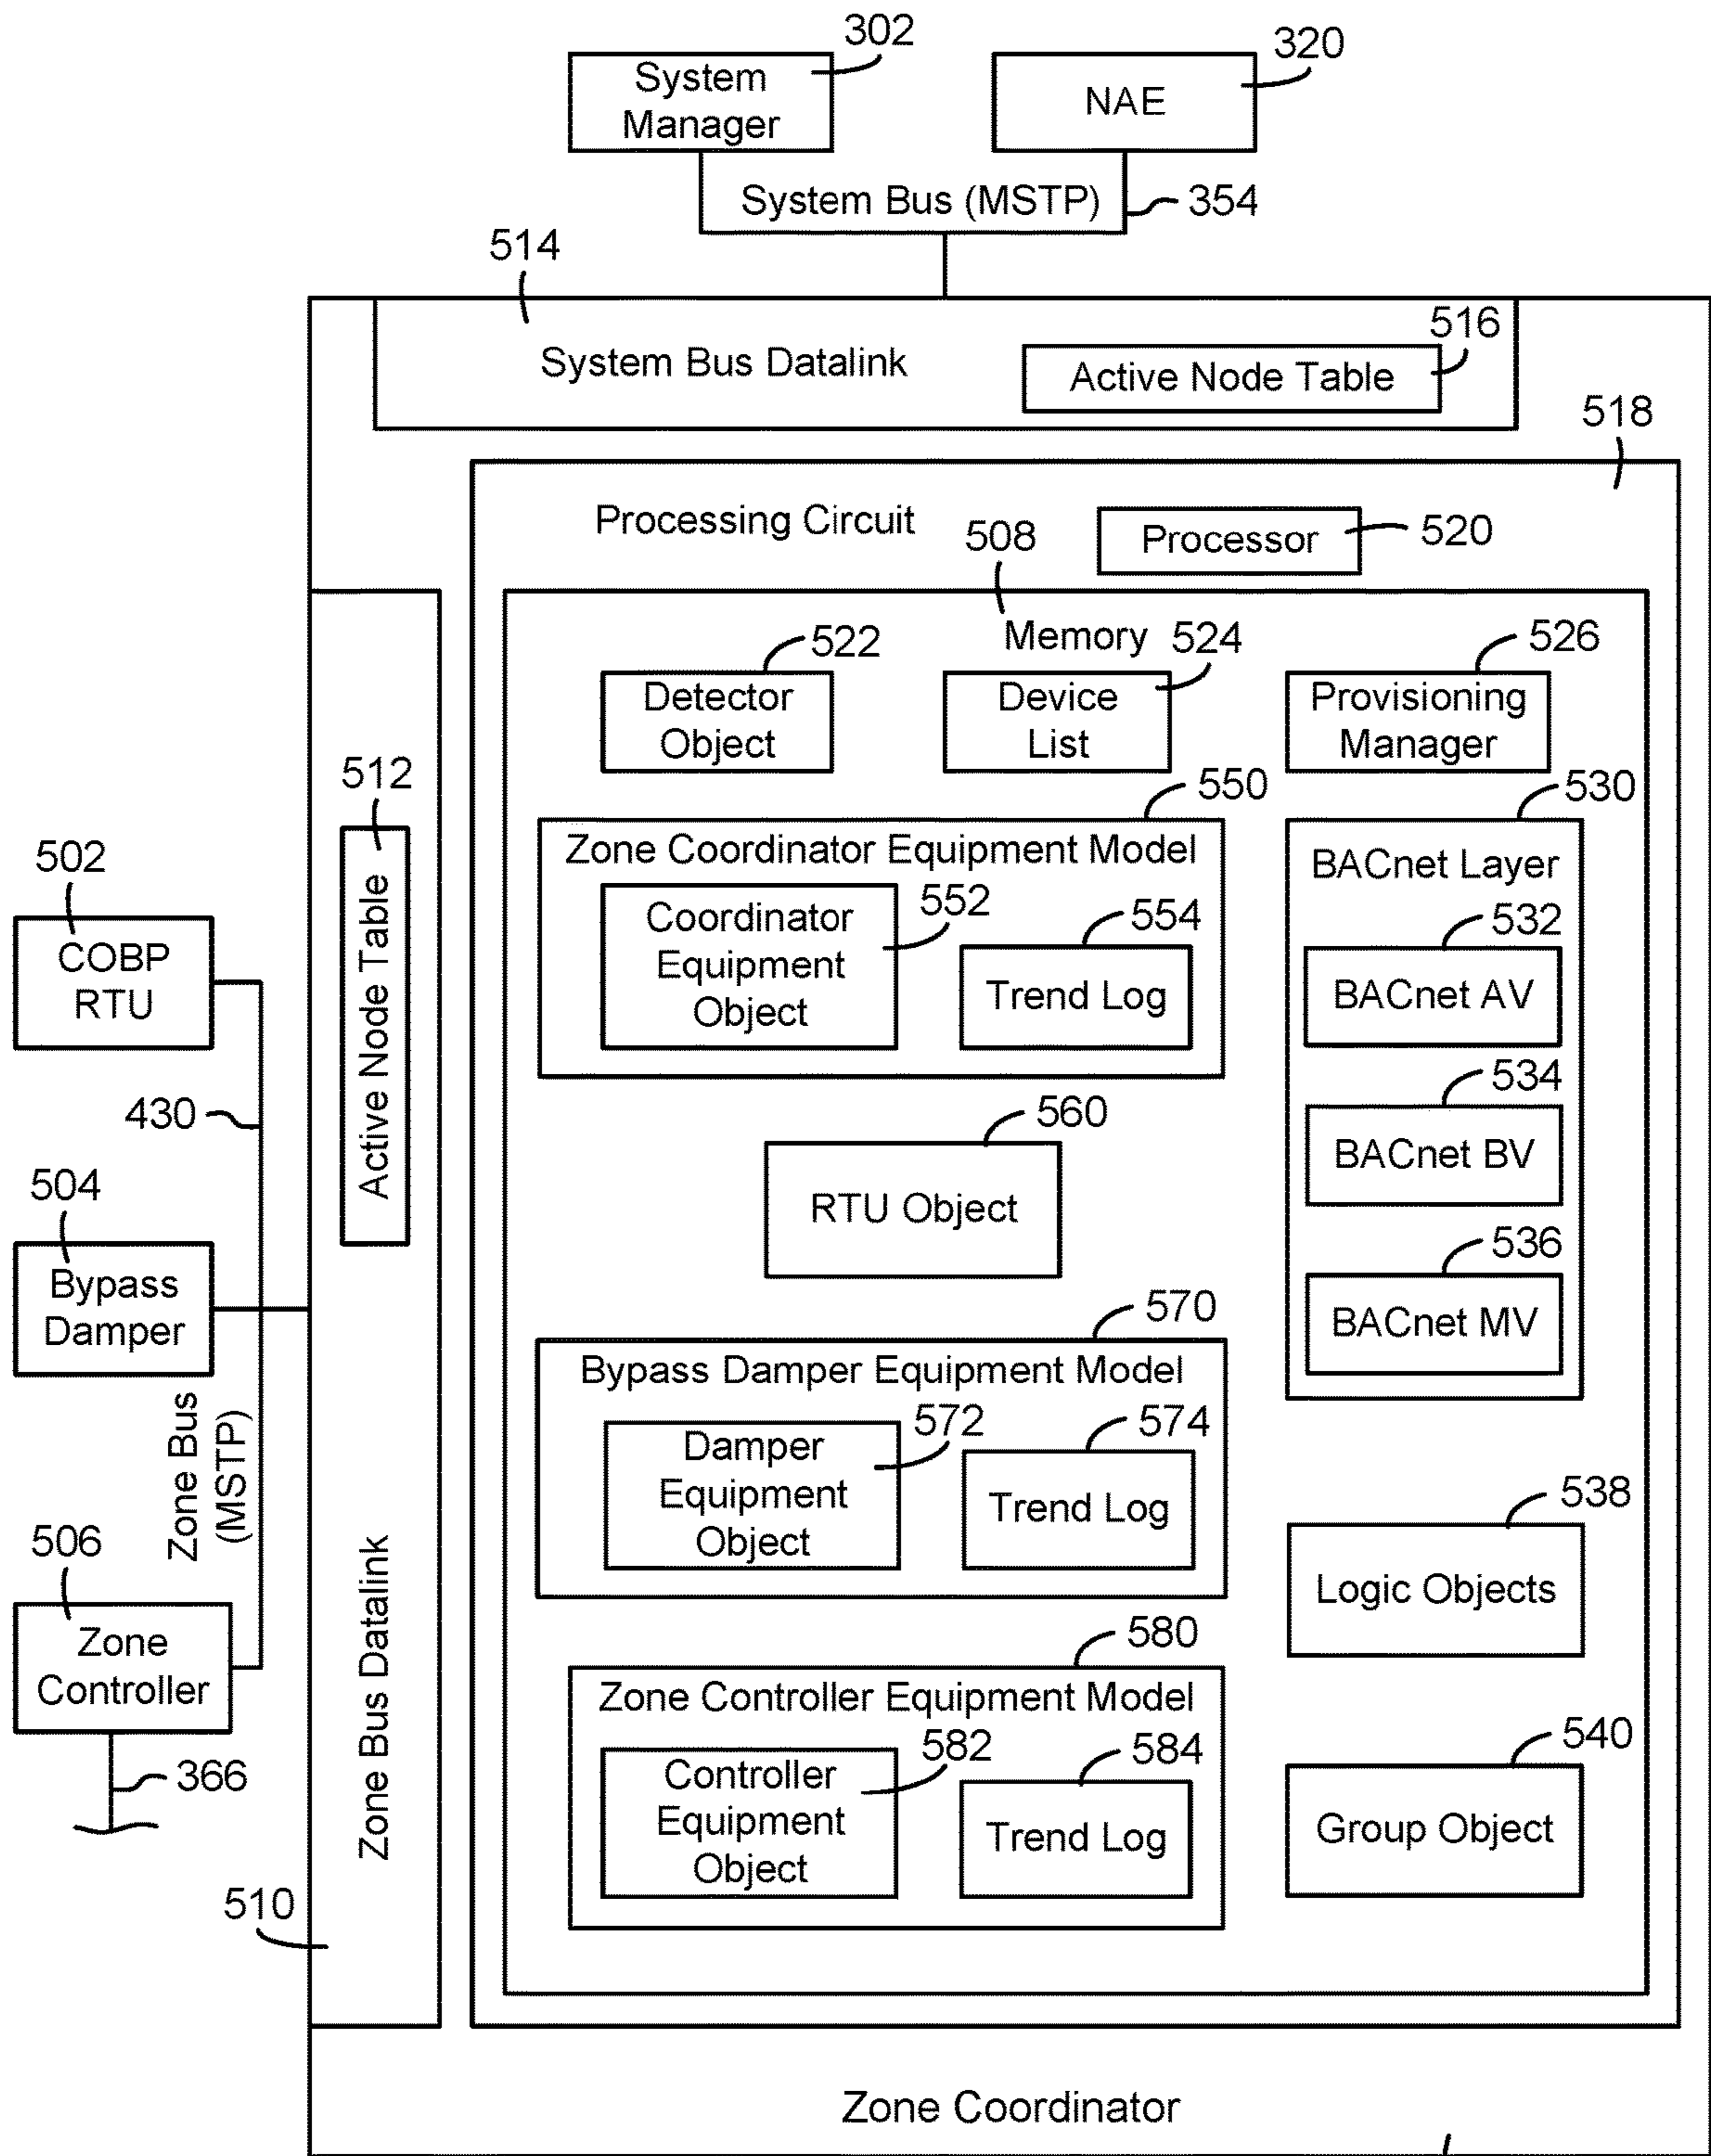 302
320
System
Manager
NAE
System Bus (MSTP)
354
514
516
System Bus Datalink
Active Node Table
518
Processing Circuit
508
Processor
520
Memory
522
524
526
Detector
Object
Device
List
Provisioning
Manager
512
550
530
Zone Coordinator Equipment Model
BACnet Layer
502
Active Node Table
Coordinator
Equipment
Object
552
554
532
COBP
RTU
Trend Log
BACnet AV
430
534
560
BACnet BV
504
RTU Object
536
Bypass
Damper
570
BACnet MV
Bypass Damper Equipment Model
Zone Bus
(MSTP)
Damper
Equipment
Object
572
574
Trend Log
538
506
Zone Bus Datalink
Logic Objects
Zone
Controller
580
Zone Controller Equipment Model
366
Controller
Equipment
Object
582
584
540
Trend Log
Group Object
510
Zone Coordinator